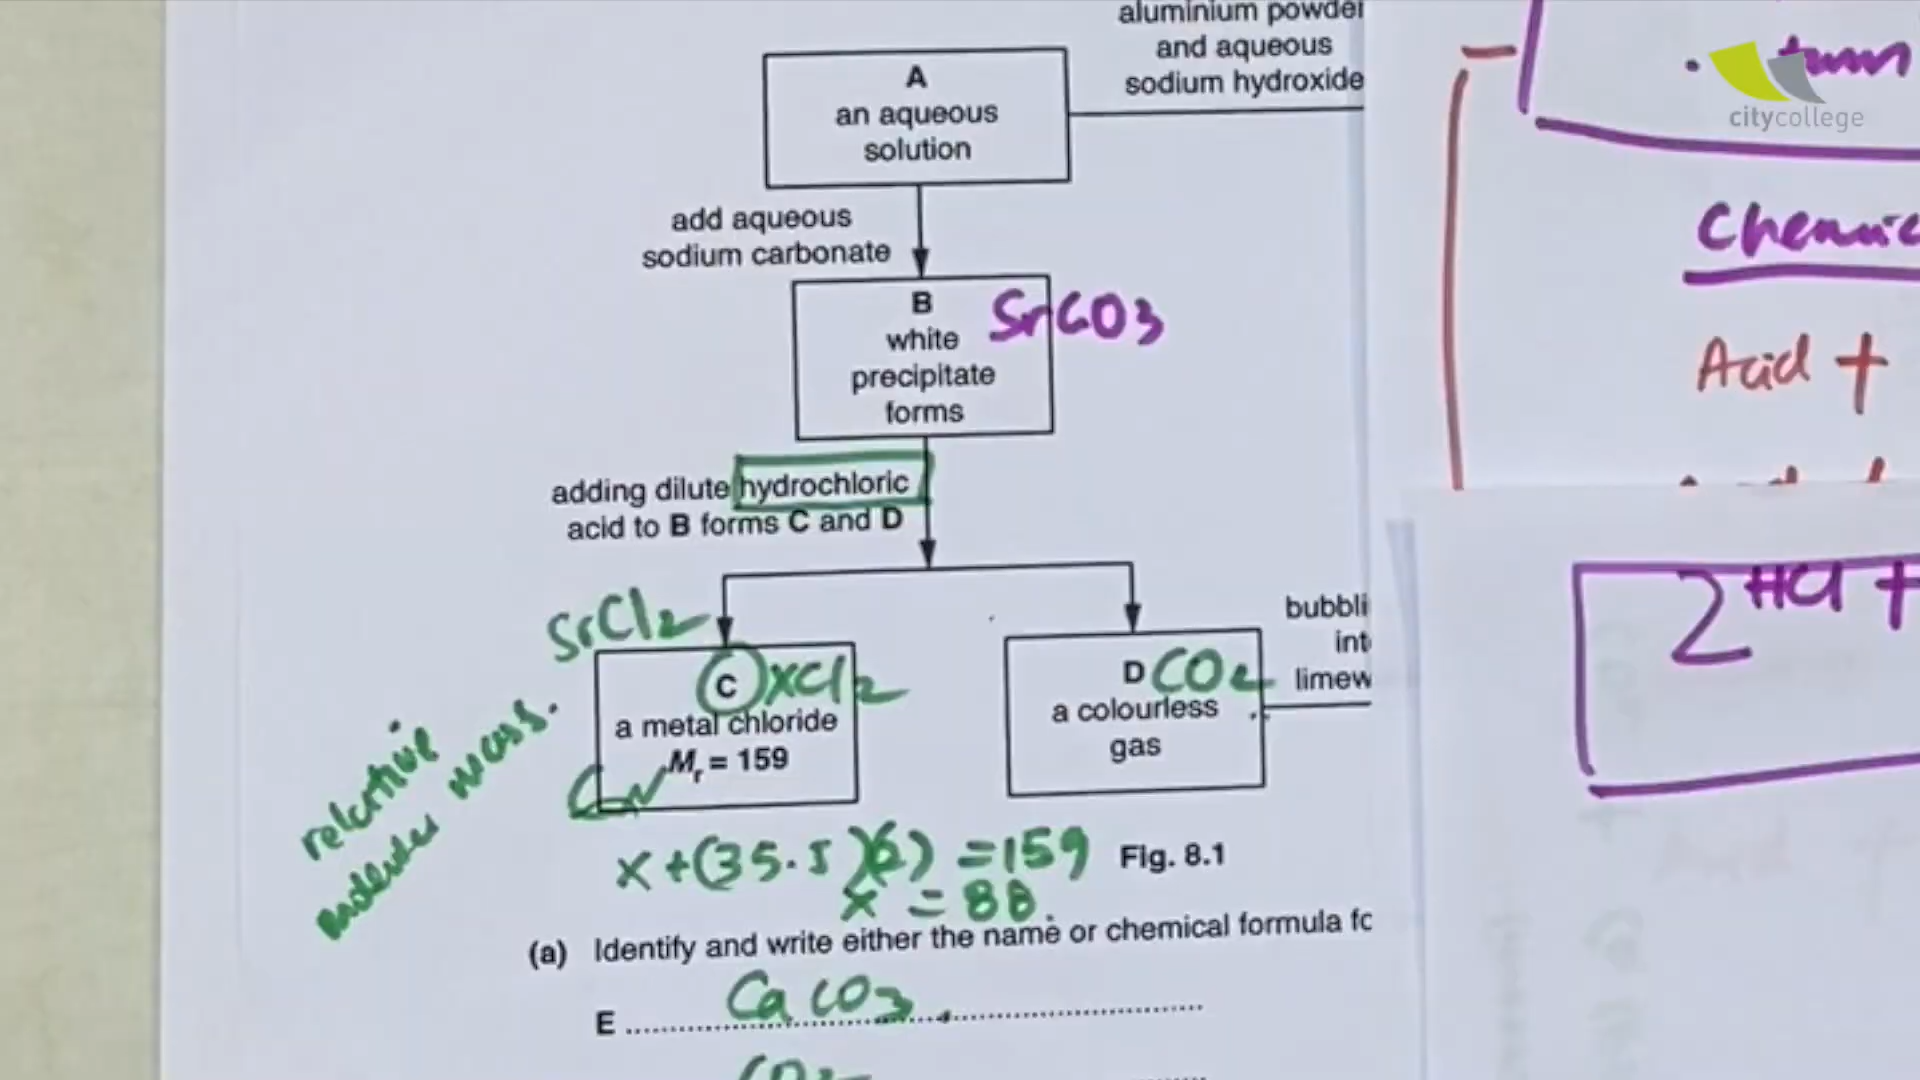 aluminium powder
and aqueous
sodium hydroxide
A
an aqueous
solution
add aqueous
sodium carbonate
B
white
precipitate
forms
SrCO3
adding dilute hydrochloric
acid to B forms C and D
SrCl2
C XCl2
a metal chloride
Mr = 159
D CO2
a colourless
gas
bubbli
int
limew
relative
mass.
x + (35.5)(2) = 159
x = 88
Fig. 8.1
(a) Identify and write either the name or chemical formula fo
E CaCO3
citycollege
Chemic
Acid +
2HCl +